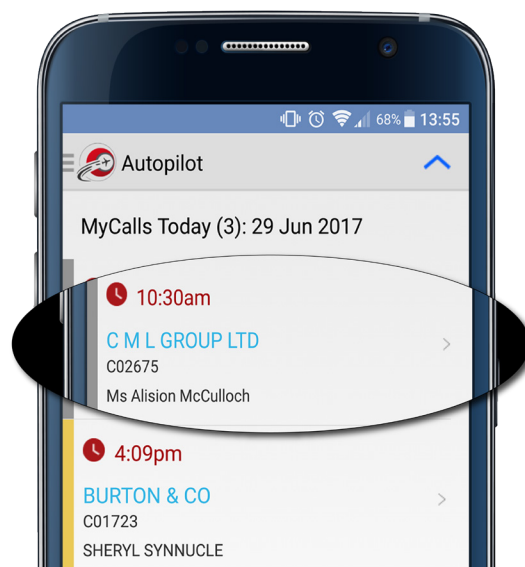 68% 13:55
Autopilot
MyCalls Today (3): 29 Jun 2017
10:30am
C M L GROUP LTD
C02675
Ms Alision McCulloch
4:09pm
BURTON & CO
C01723
SHERYL SYNNUCLE